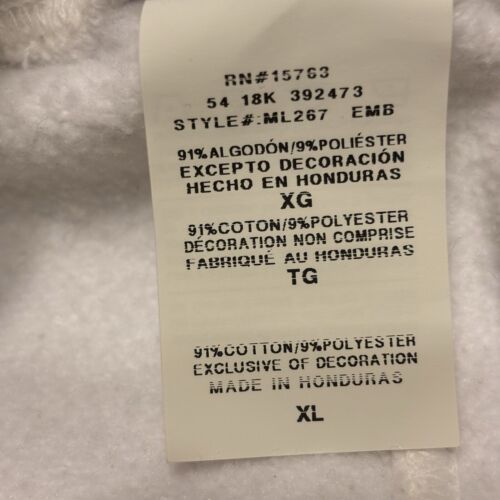 RN#15763
54 18K 392473
STYLE#:ML267 EMB
91%ALGODÓN/9%POLIÉSTER
EXCEPTO DECORACIÓN
HECHO EN HONDURAS
XG
91%COTON/9%POLYESTER
DÉCORATION NON COMPRISE
FABRIQUÉ AU HONDURAS
TG
91%COTTON/9%POLYESTER
EXCLUSIVE OF DECORATION
MADE IN HONDURAS
XL